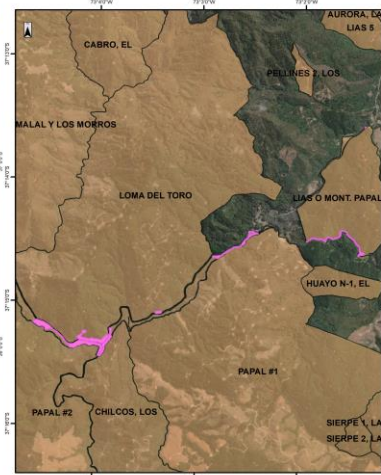 AURORA, LA
LIAS 5
CABRO, EL
PELLINES 2, LOS
MALAL Y LOS MORROS
LOMA DEL TORO
LIAS O MONT. PAPAL
HUAYO N-1, EL
PAPAL #1
PAPAL #2
CHILCOS, LOS
SIERPE 1, LA
SIERPE 2, LA